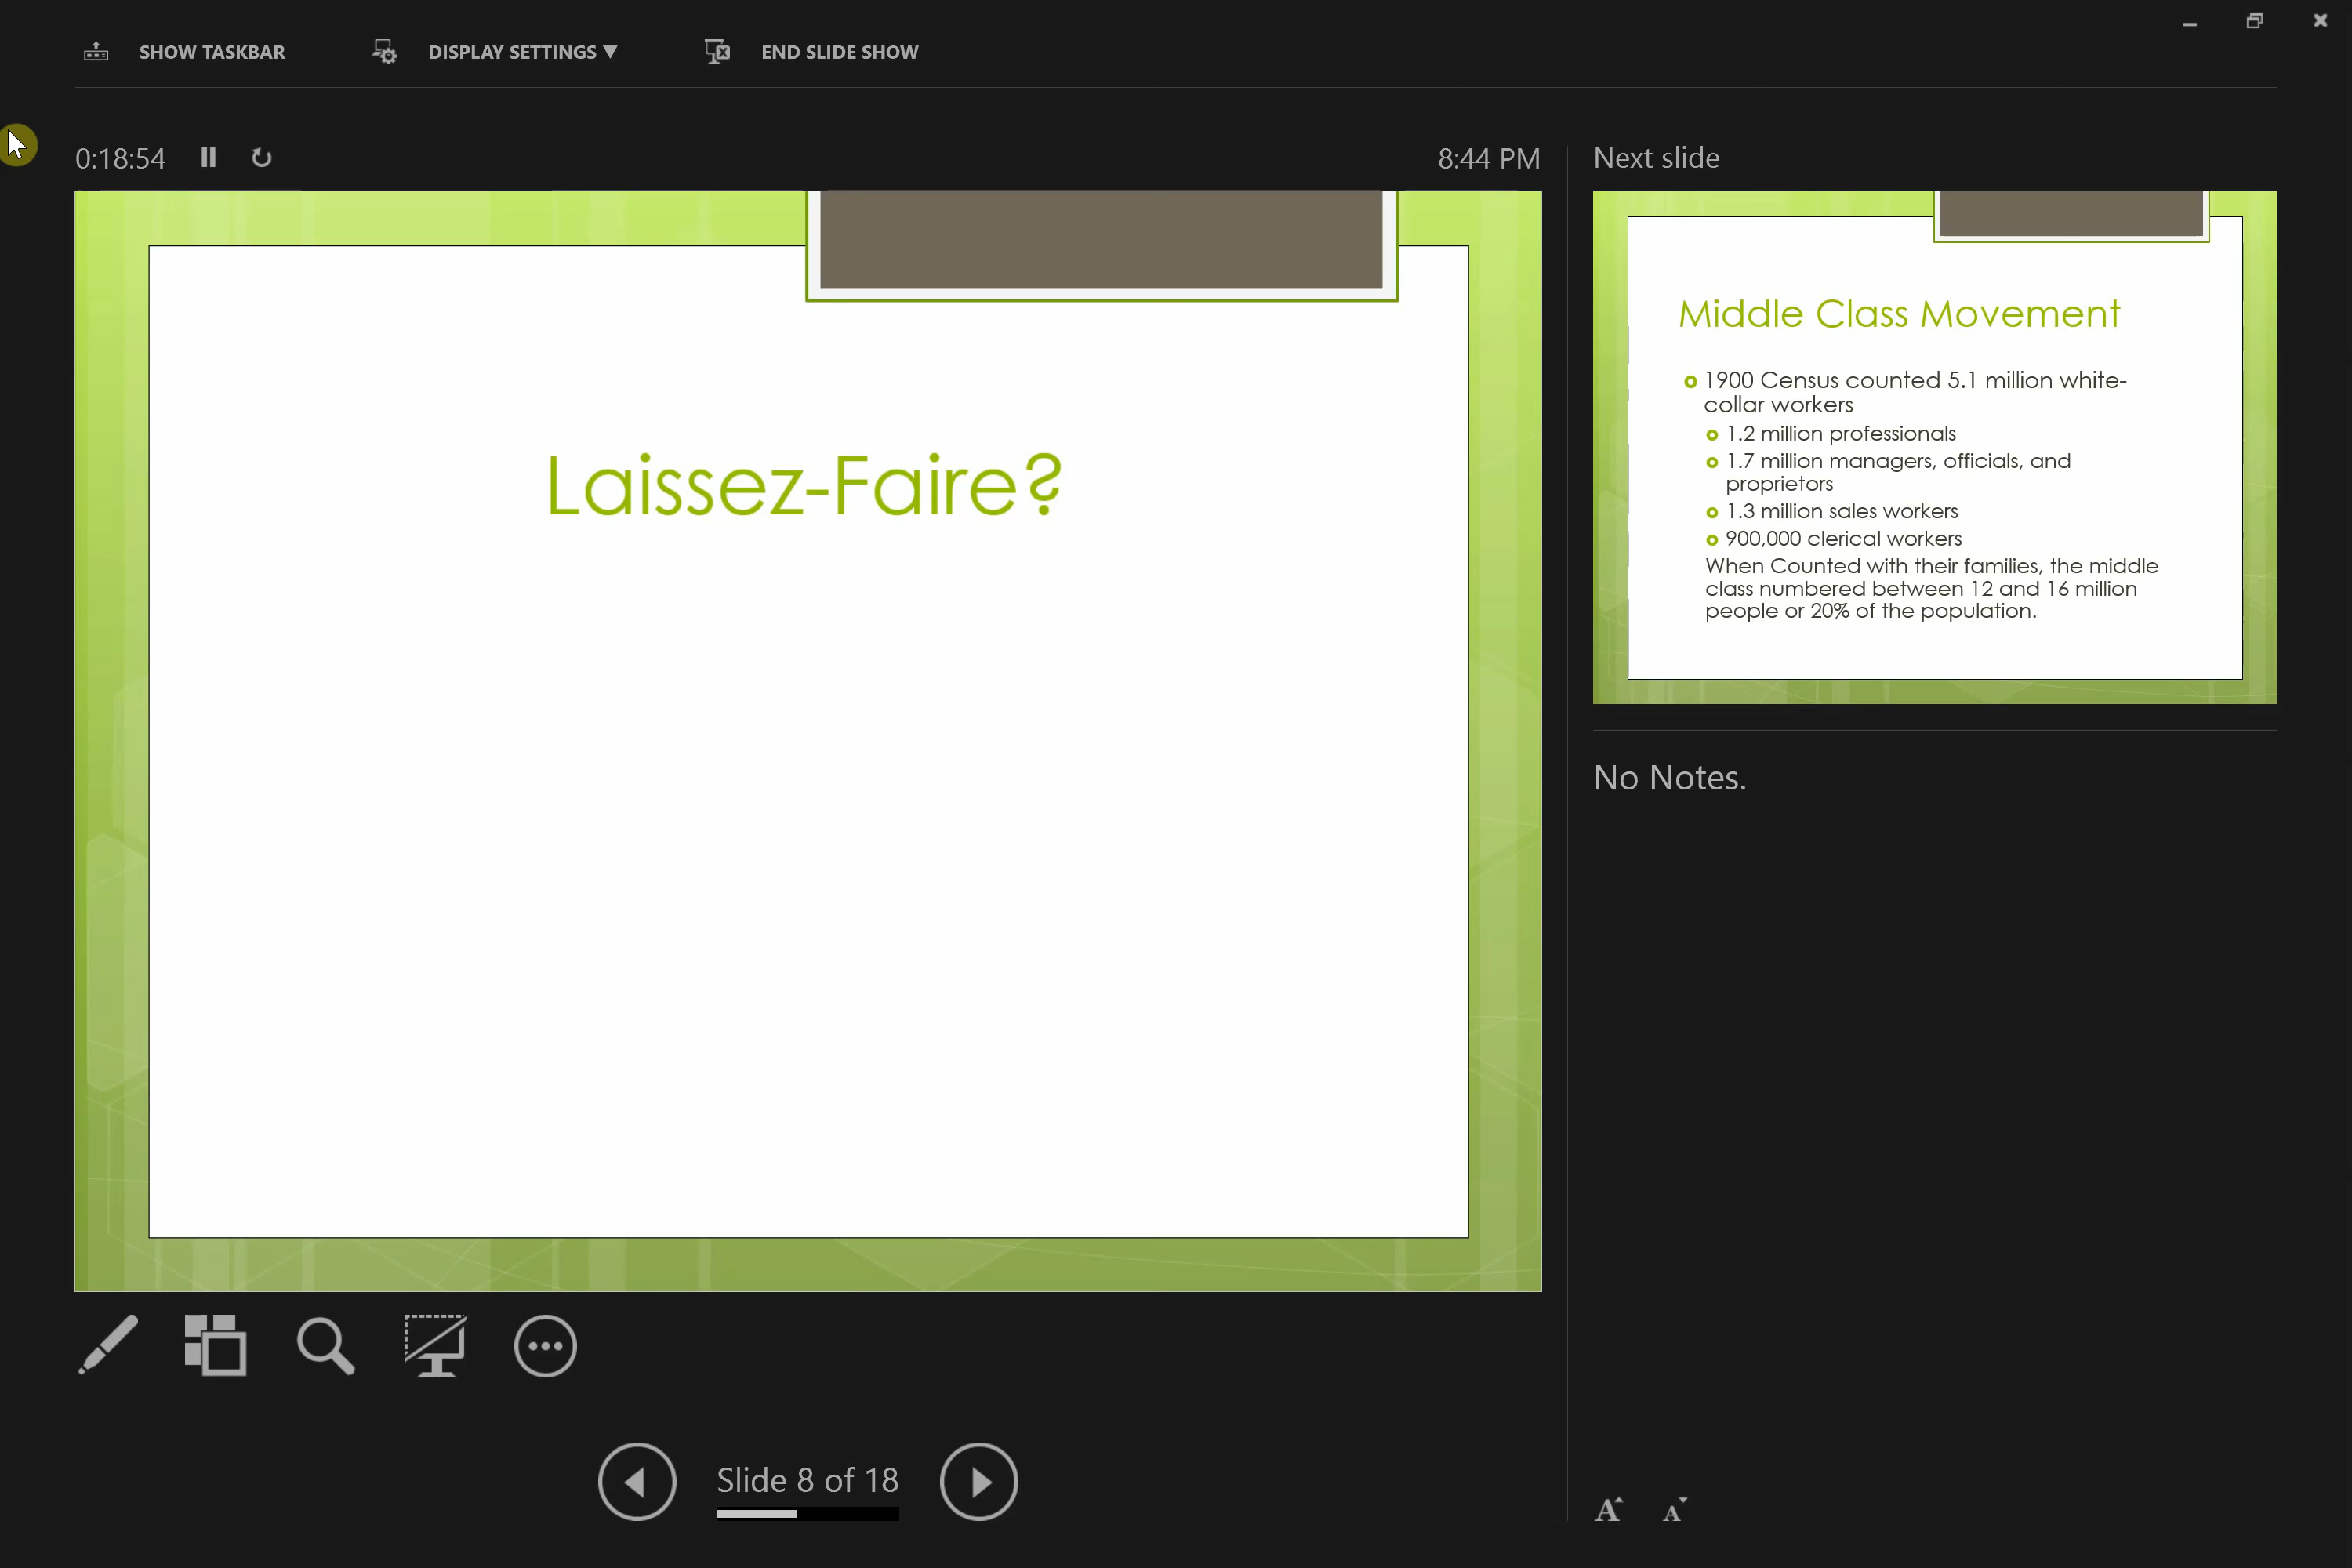 SHOW TASKBAR
DISPLAY SETTINGS ▼
END SLIDE SHOW
0:18:54
8:44 PM
Laissez-Faire?
Slide 8 of 18
Next slide
Middle Class Movement
1900 Census counted 5.1 million white-
collar workers
1.2 million professionals
1.7 million managers, officials, and
proprietors
1.3 million sales workers
900,000 clerical workers
When Counted with their families, the middle
class numbered between 12 and 16 million
people or 20% of the population.
No Notes.
A A